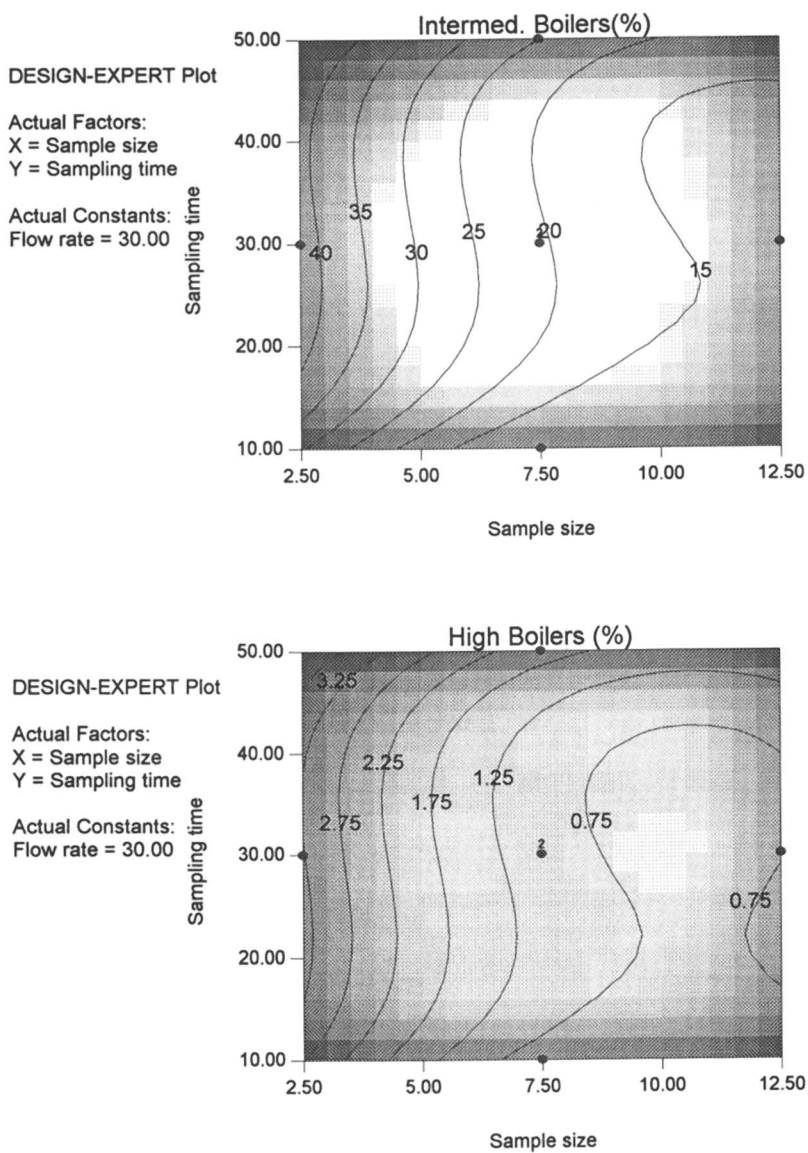 Intermed. Boilers(%)
DESIGN-EXPERT Plot
Actual Factors:
X = Sample size
Y = Sampling time
Actual Constants:
Flow rate = 30.00
Sampling time
50.00
40.00
30.00
20.00
10.00
40
35
30
25
2
20
15
2.50
5.00
7.50
10.00
12.50
Sample size
High Boilers (%)
DESIGN-EXPERT Plot
Actual Factors:
X = Sample size
Y = Sampling time
Actual Constants:
Flow rate = 30.00
Sampling time
50.00
40.00
30.00
20.00
10.00
3.25
2.75
2.25
1.75
1.25
2
0.75
0.75
2.50
5.00
7.50
10.00
12.50
Sample size